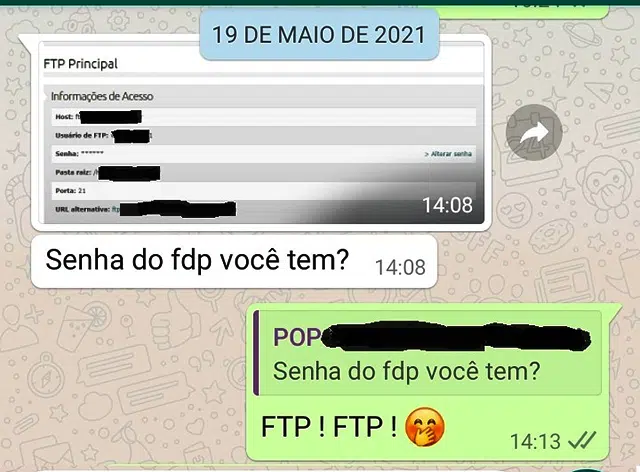 19 DE MAIO DE 2021
FTP Principal
Informações de Acesso
Host:
Usuário de FTP:
Senha: ******
> Alterar senha
Pasta raiz: /
Porta: 21
URL alternativa: ftp
14:08
Senha do fdp você tem?
14:08
POP
Senha do fdp você tem?
FTP ! FTP ! 🤭
14:13